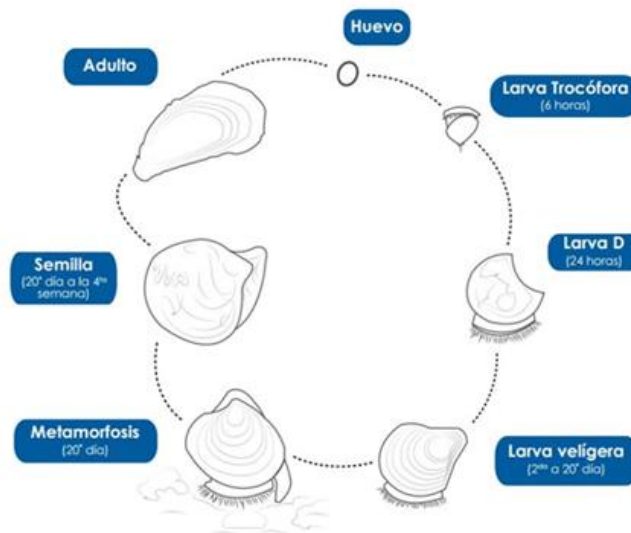 Huevo
Larva Trocófora
(6 horas)
Larva D
(24 horas)
Larva velígera
(2do a 20° día)
Metamorfosis
(20° día)
Semilla
(20° día a la 4ta
semana)
Adulto